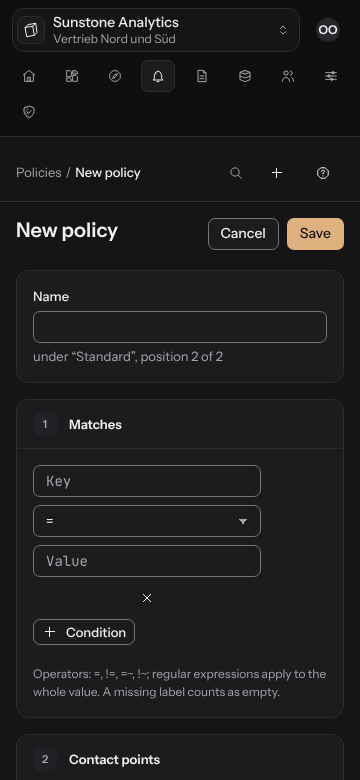 Sunstone Analytics
Vertrieb Nord und Süd
OO
Policies / New policy
New policy
Cancel
Save
Name
under “Standard”, position 2 of 2
1 Matches
Key
=
Value
Condition
Operators: =, !=, =~, !~; regular expressions apply to the
whole value. A missing label counts as empty.
2 Contact points